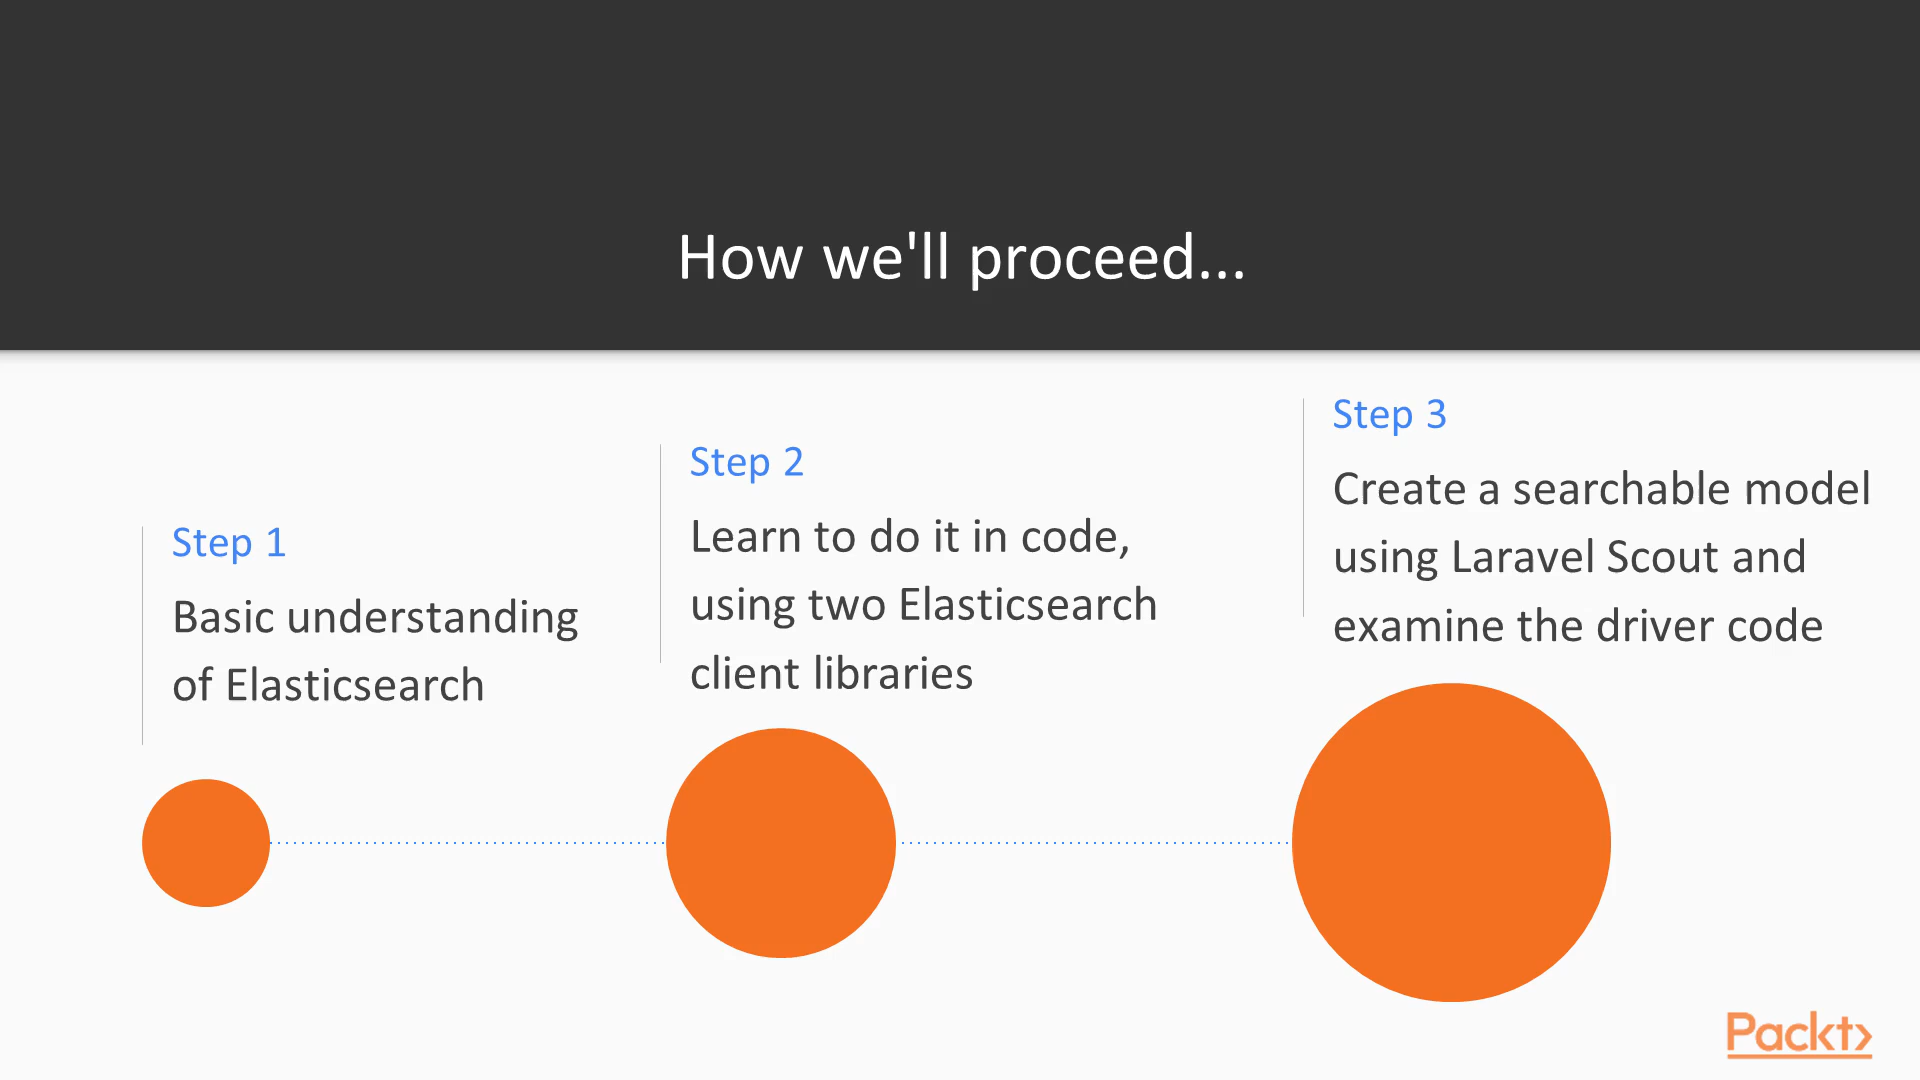 How we'll proceed...
Step 1
Basic understanding
of Elasticsearch
Step 2
Learn to do it in code,
using two Elasticsearch
client libraries
Step 3
Create a searchable model
using Laravel Scout and
examine the driver code
Packt>